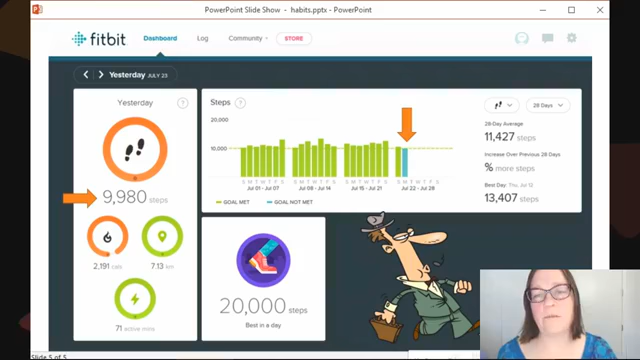 PowerPoint Slide Show - habits.pptx - PowerPoint
fitbit
Dashboard
Log
Community
STORE
Yesterday JULY 23
Yesterday
9,980 steps
2,191 cals
7.13 km
71 active mins
Steps
20,000
10,000
S M T W T F S
S M T W T F S
S M T W T F S
S M T W T F S
Jul 01 - Jul 07
Jul 08 - Jul 14
Jul 15 - Jul 21
Jul 22 - Jul 28
GOAL MET
GOAL NOT MET
28 Days
28-Day Average
11,427 steps
Increase Over Previous 28 Days
% more steps
Best Day: Thu, Jul 12
13,407 steps
20,000 steps
Best in a day
Slide 5 of 5